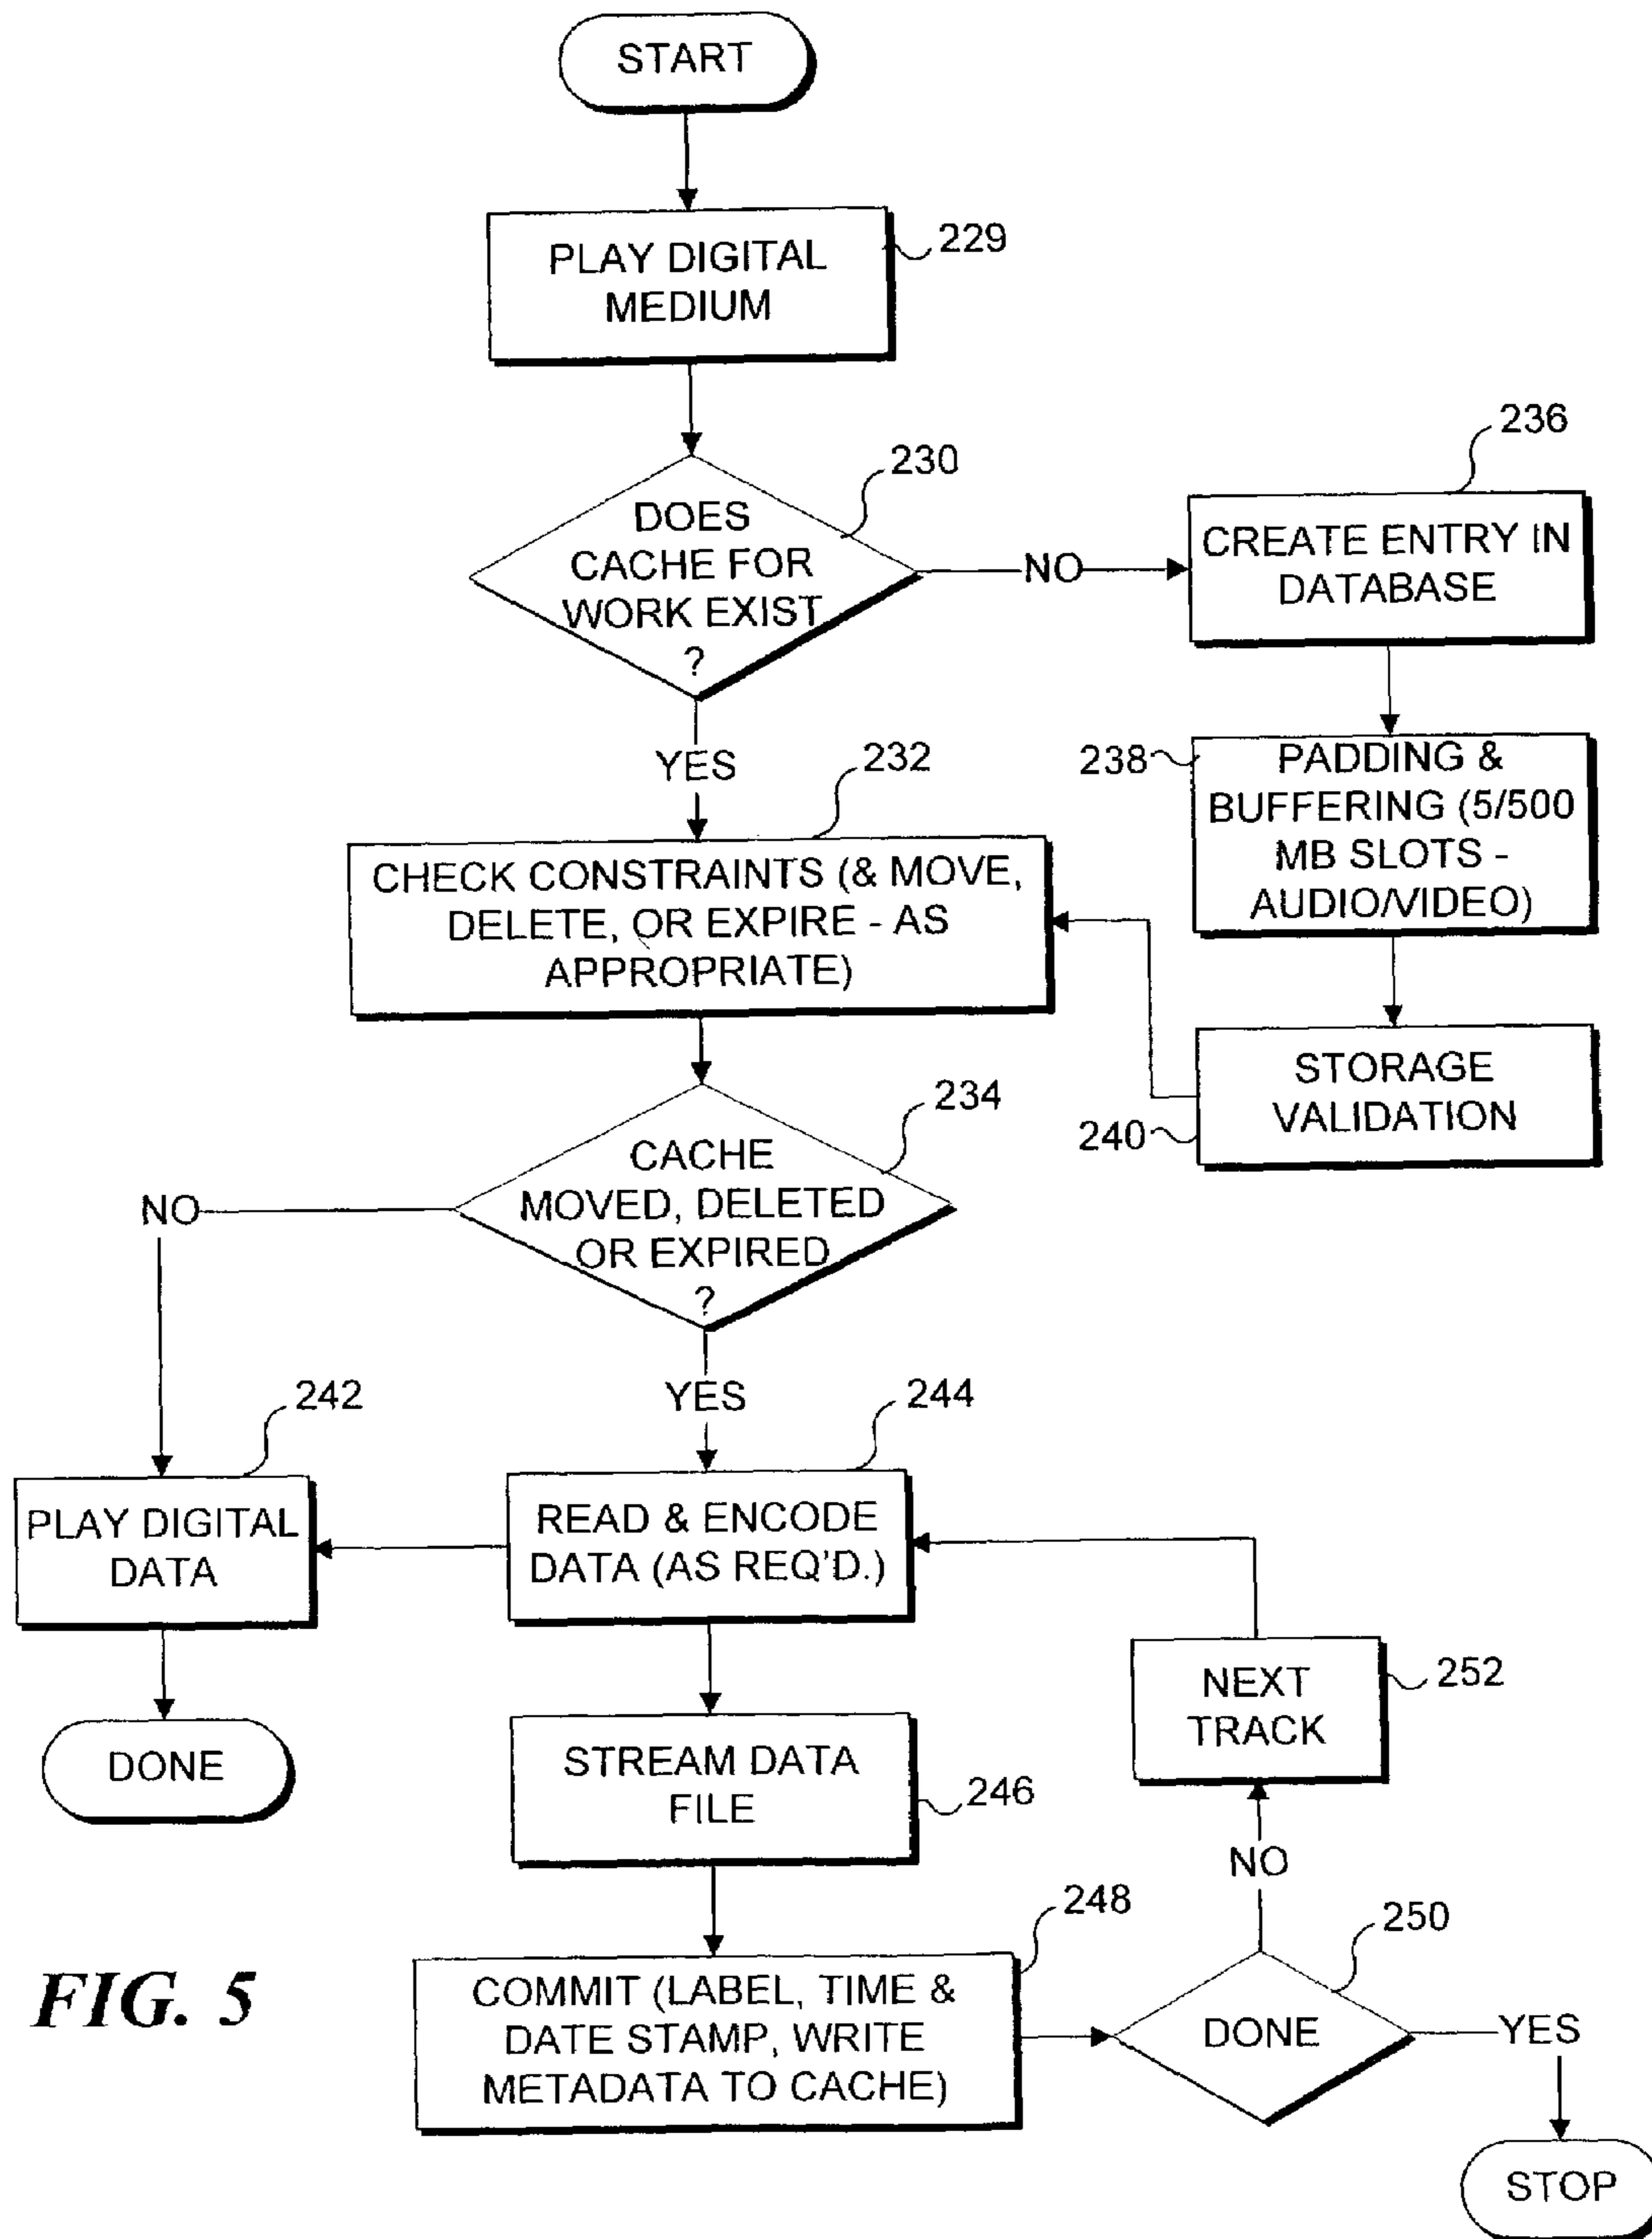 START
PLAY DIGITAL
MEDIUM
229
DOES
CACHE FOR
WORK EXIST
?
230
NO
CREATE ENTRY IN
DATABASE
236
YES
PADDING &
BUFFERING (5/500
MB SLOTS -
AUDIO/VIDEO)
238
CHECK CONSTRAINTS (& MOVE,
DELETE, OR EXPIRE - AS
APPROPRIATE)
232
STORAGE
VALIDATION
240
CACHE
MOVED, DELETED
OR EXPIRED
?
234
NO
YES
PLAY DIGITAL
DATA
242
READ & ENCODE
DATA (AS REQ'D.)
244
DONE
STREAM DATA
FILE
246
NEXT
TRACK
252
NO
COMMIT (LABEL, TIME &
DATE STAMP, WRITE
METADATA TO CACHE)
248
DONE
250
YES
STOP
FIG. 5